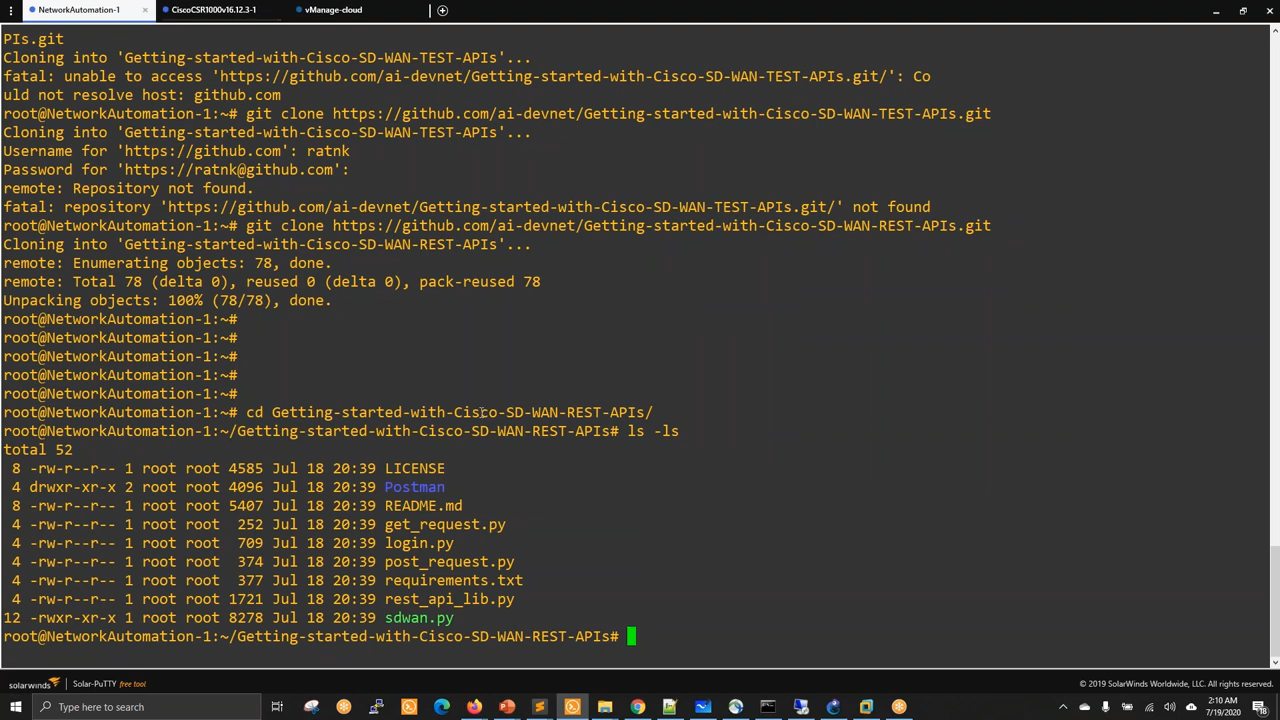 NetworkAutomation-1
CiscoCSR1000v16.12.3-1
vManage-cloud
PIs.git
Cloning into 'Getting-started-with-Cisco-SD-WAN-TEST-APIs'...
fatal: unable to access 'https://github.com/ai-devnet/Getting-started-with-Cisco-SD-WAN-TEST-APIs.git/': Co
uld not resolve host: github.com
root@NetworkAutomation-1:~# git clone https://github.com/ai-devnet/Getting-started-with-Cisco-SD-WAN-TEST-APIs.git
Cloning into 'Getting-started-with-Cisco-SD-WAN-TEST-APIs'...
Username for 'https://github.com': ratnk
Password for 'https://ratnk@github.com':
remote: Repository not found.
fatal: repository 'https://github.com/ai-devnet/Getting-started-with-Cisco-SD-WAN-TEST-APIs.git/' not found
root@NetworkAutomation-1:~# git clone https://github.com/ai-devnet/Getting-started-with-Cisco-SD-WAN-REST-APIs.git
Cloning into 'Getting-started-with-Cisco-SD-WAN-REST-APIs'...
remote: Enumerating objects: 78, done.
remote: Total 78 (delta 0), reused 0 (delta 0), pack-reused 78
Unpacking objects: 100% (78/78), done.
root@NetworkAutomation-1:~#
root@NetworkAutomation-1:~#
root@NetworkAutomation-1:~#
root@NetworkAutomation-1:~#
root@NetworkAutomation-1:~#
root@NetworkAutomation-1:~# cd Getting-started-with-Cisco-SD-WAN-REST-APIs/
root@NetworkAutomation-1:~/Getting-started-with-Cisco-SD-WAN-REST-APIs# ls -ls
total 52
8 -rw-r--r-- 1 root root 4585 Jul 18 20:39 LICENSE
4 drwxr-xr-x 2 root root 4096 Jul 18 20:39 Postman
8 -rw-r--r-- 1 root root 5407 Jul 18 20:39 README.md
4 -rw-r--r-- 1 root root 252 Jul 18 20:39 get_request.py
4 -rw-r--r-- 1 root root 709 Jul 18 20:39 login.py
4 -rw-r--r-- 1 root root 374 Jul 18 20:39 post_request.py
4 -rw-r--r-- 1 root root 377 Jul 18 20:39 requirements.txt
4 -rw-r--r-- 1 root root 1721 Jul 18 20:39 rest_api_lib.py
12 -rwxr-xr-x 1 root root 8278 Jul 18 20:39 sdwan.py
root@NetworkAutomation-1:~/Getting-started-with-Cisco-SD-WAN-REST-APIs#
solarwinds Solar-PuTTY free tool
© 2019 SolarWinds Worldwide, LLC. All rights reserved.
Type here to search
2:10 AM
7/19/2020
18